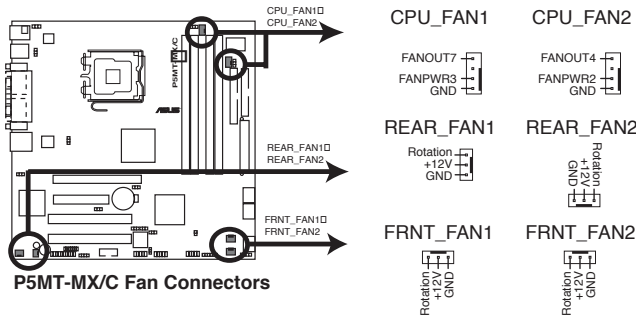 CPU_FAN1
CPU_FAN2
P5MT-MX/C
ASUS
REAR_FAN1
REAR_FAN2
FRNT_FAN1
FRNT_FAN2
P5MT-MX/C Fan Connectors
CPU_FAN1
FANOUT7
FANPWR3
GND
CPU_FAN2
FANOUT4
FANPWR2
GND
REAR_FAN1
Rotation
+12V
GND
REAR_FAN2
GND
+12V
Rotation
FRNT_FAN1
Rotation
+12V
GND
FRNT_FAN2
Rotation
+12V
GND